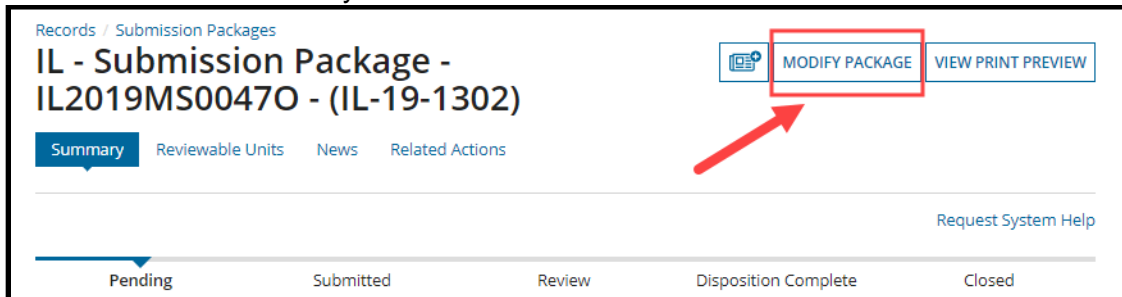 Records / Submission Packages
IL - Submission Package -
IL2019MS0047O - (IL-19-1302)
MODIFY PACKAGE
VIEW PRINT PREVIEW
Summary
Reviewable Units
News
Related Actions
Request System Help
Pending
Submitted
Review
Disposition Complete
Closed